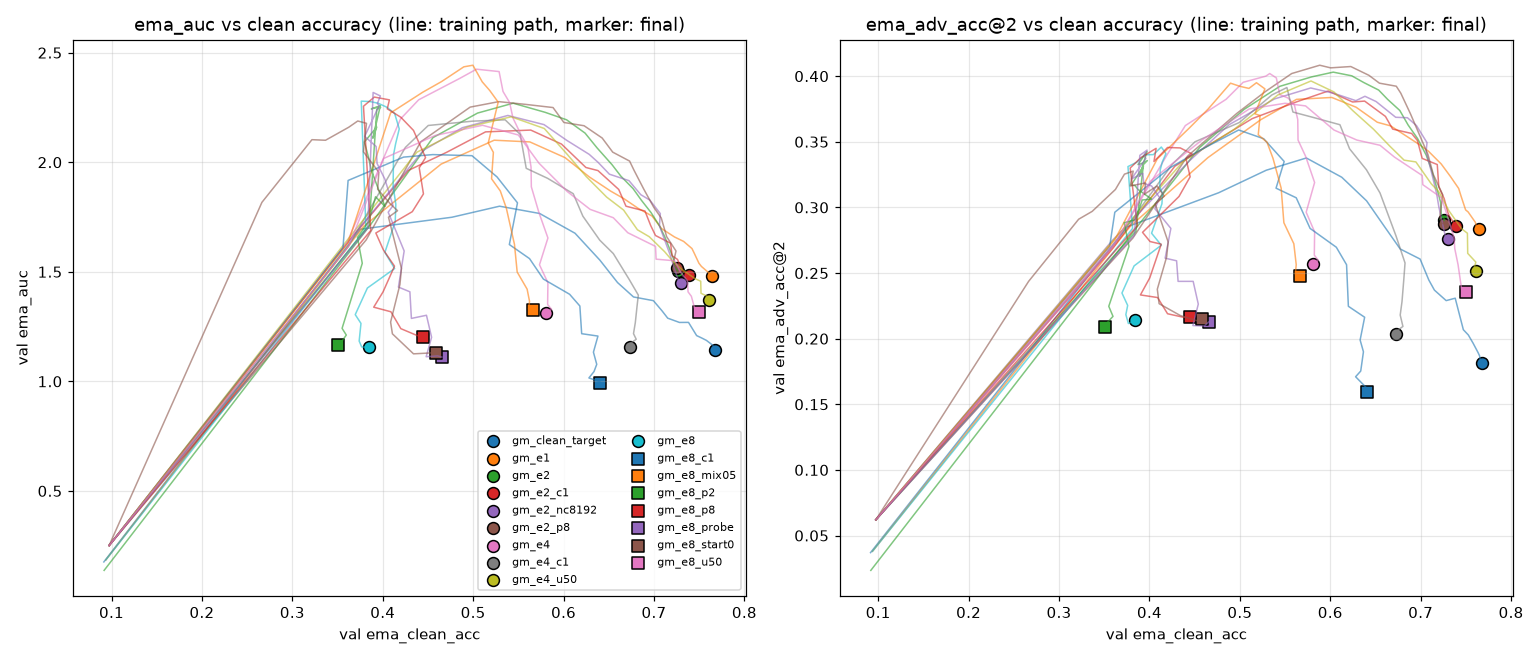 ema_auc vs clean accuracy (line: training path, marker: final)
2.5
2.0
1.5
1.0
0.5
val ema_auc
0.1
0.2
0.3
0.4
0.5
0.6
0.7
0.8
val ema_clean_acc
gm_clean_target
gm_e1
gm_e2
gm_e2_c1
gm_e2_nc8192
gm_e2_p8
gm_e4
gm_e4_c1
gm_e4_u50
gm_e8
gm_e8_c1
gm_e8_mix05
gm_e8_p2
gm_e8_p8
gm_e8_probe
gm_e8_start0
gm_e8_u50
ema_adv_acc@2 vs clean accuracy (line: training path, marker: final)
0.40
0.35
0.30
0.25
0.20
0.15
0.10
0.05
val ema_adv_acc@2
0.1
0.2
0.3
0.4
0.5
0.6
0.7
0.8
val ema_clean_acc